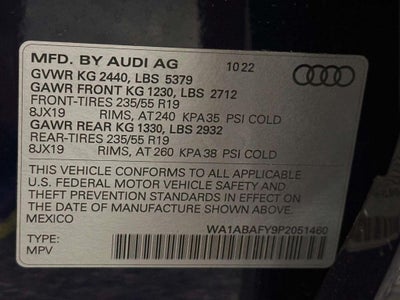 MFD. BY AUDI AG 10 22
GVWR KG 2440, LBS 5379
GAWR FRONT KG 1230, LBS 2712
FRONT-TIRES 235/55 R19
8JX19 RIMS, AT 240 KPA 35 PSI COLD
GAWR REAR KG 1330, LBS 2932
REAR-TIRES 235/55 R19
8JX19 RIMS, AT 260 KPA 38 PSI COLD
THIS VEHICLE CONFORMS TO ALL APPLICABLE
U.S. FEDERAL MOTOR VEHICLE SAFETY AND
THEFT PREVENTION STANDARDS IN EFFECT ON
THE DATE OF MANUFACTURE SHOWN ABOVE.
MEXICO WA1ABAFY9P2051460
TYPE:
MPV